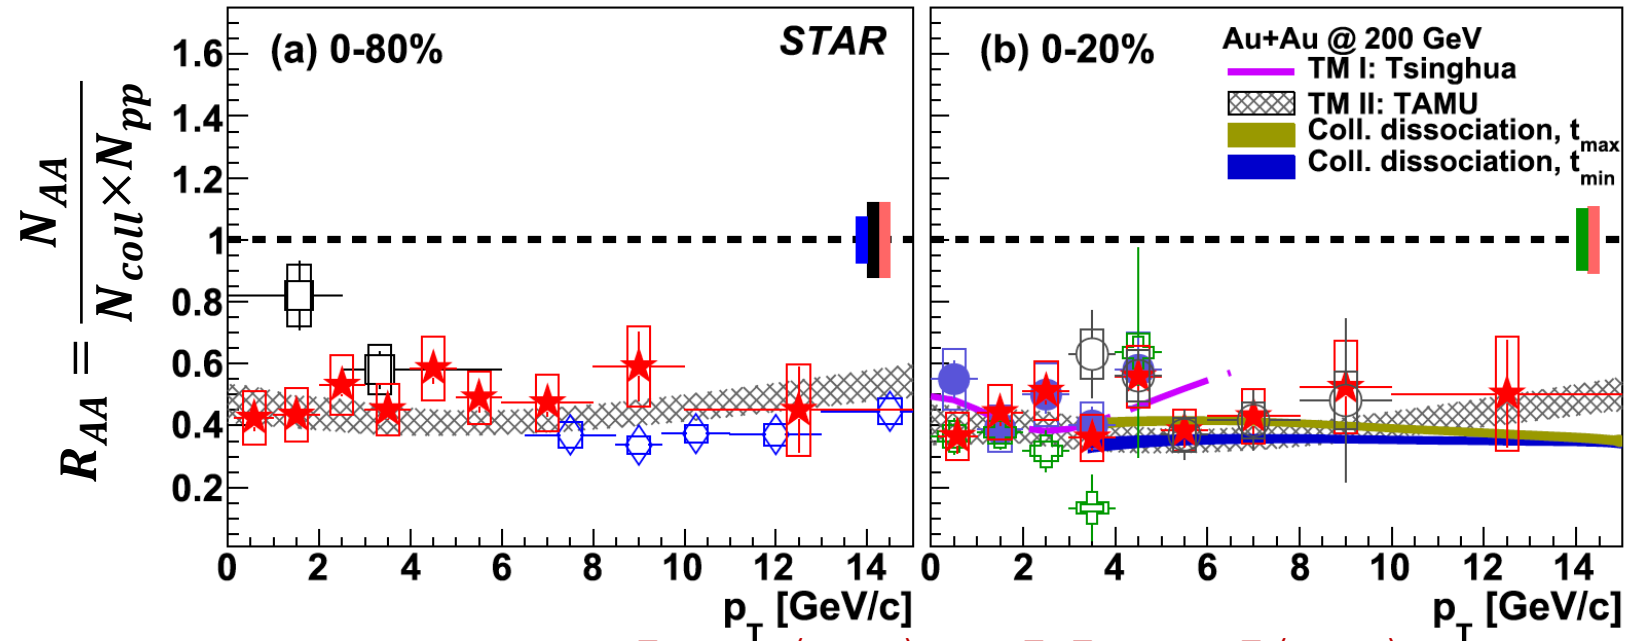 R_AA = N_AA / N_coll×N_pp
(a) 0-80%
STAR
1.6
1.4
1.2
1
0.8
0.6
0.4
0.2
0 2 4 6 8 10 12 14
p_T [GeV/c]
(b) 0-20%
Au+Au @ 200 GeV
TM I: Tsinghua
TM II: TAMU
Coll. dissociation, t_max
Coll. dissociation, t_min
0 2 4 6 8 10 12 14
p_T [GeV/c]